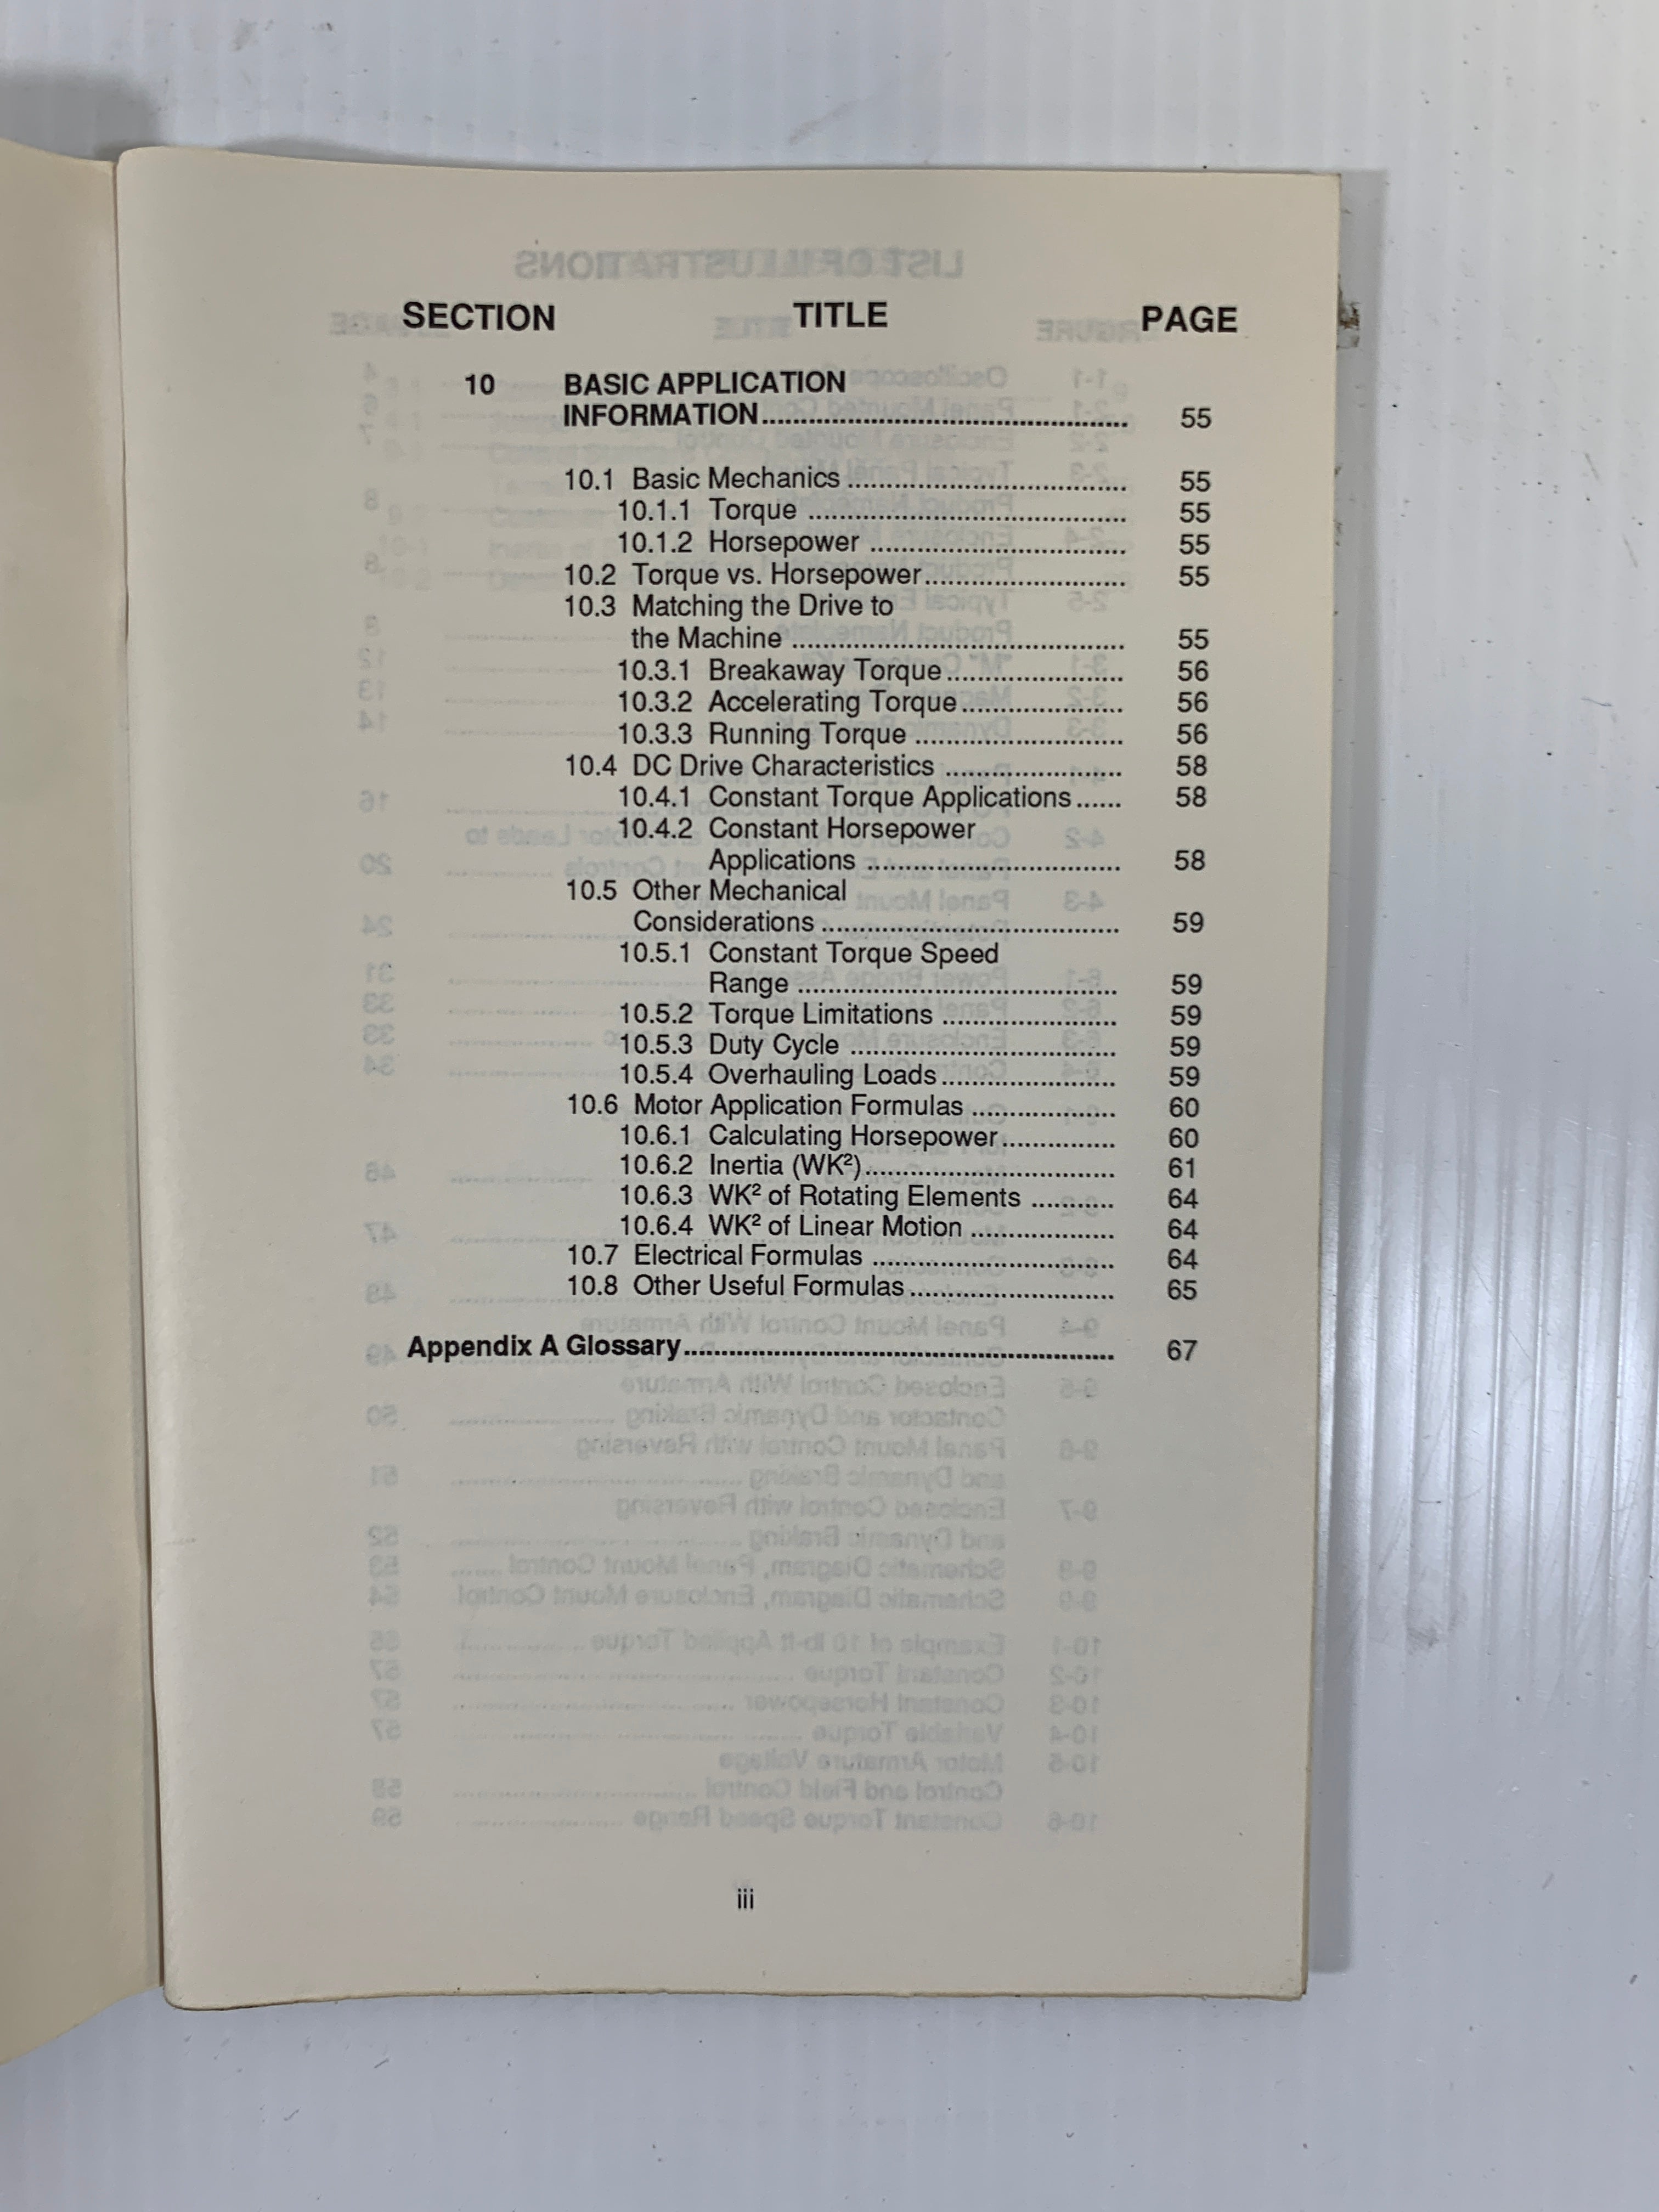 SECTION TITLE PAGE
10 BASIC APPLICATION
INFORMATION................................................ 55
10.1 Basic Mechanics .................................... 55
10.1.1 Torque ......................................... 55
10.1.2 Horsepower ................................. 55
10.2 Torque vs. Horsepower.......................... 55
10.3 Matching the Drive to
the Machine ........................................... 55
10.3.1 Breakaway Torque....................... 56
10.3.2 Accelerating Torque..................... 56
10.3.3 Running Torque ........................... 56
10.4 DC Drive Characteristics ....................... 58
10.4.1 Constant Torque Applications...... 58
10.4.2 Constant Horsepower
Applications ................................. 58
10.5 Other Mechanical
Considerations ....................................... 59
10.5.1 Constant Torque Speed
Range ......................................... 59
10.5.2 Torque Limitations ....................... 59
10.5.3 Duty Cycle .................................. 59
10.5.4 Overhauling Loads....................... 59
10.6 Motor Application Formulas ................... 60
10.6.1 Calculating Horsepower............... 60
10.6.2 Inertia (WK²)................................ 61
10.6.3 WK² of Rotating Elements ........... 64
10.6.4 WK² of Linear Motion ................... 64
10.7 Electrical Formulas ............................... 64
10.8 Other Useful Formulas........................... 65
Appendix A Glossary......................................................... 67
iii